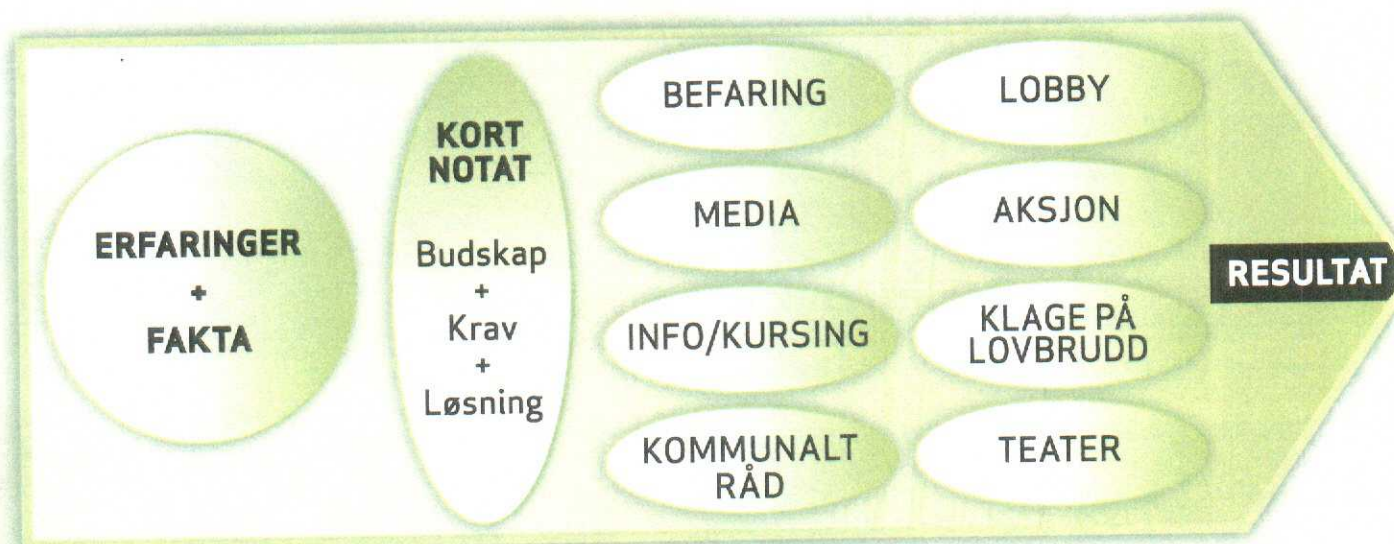 ERFARINGER
+
FAKTA
KORT
NOTAT
Budskap
+
Krav
+
Løsning
BEFARING
MEDIA
INFO/KURSING
KOMMUNALT
RÅD
LOBBY
AKSJON
KLAGE PÅ
LOVBRUDD
TEATER
RESULTAT